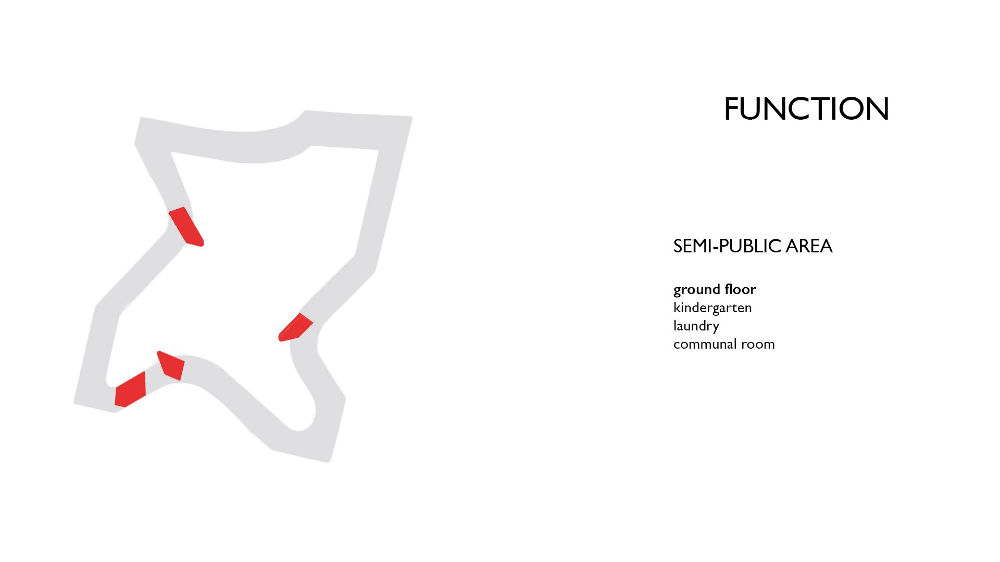 FUNCTION
SEMI-PUBLIC AREA
ground floor
kindergarten
laundry
communal room